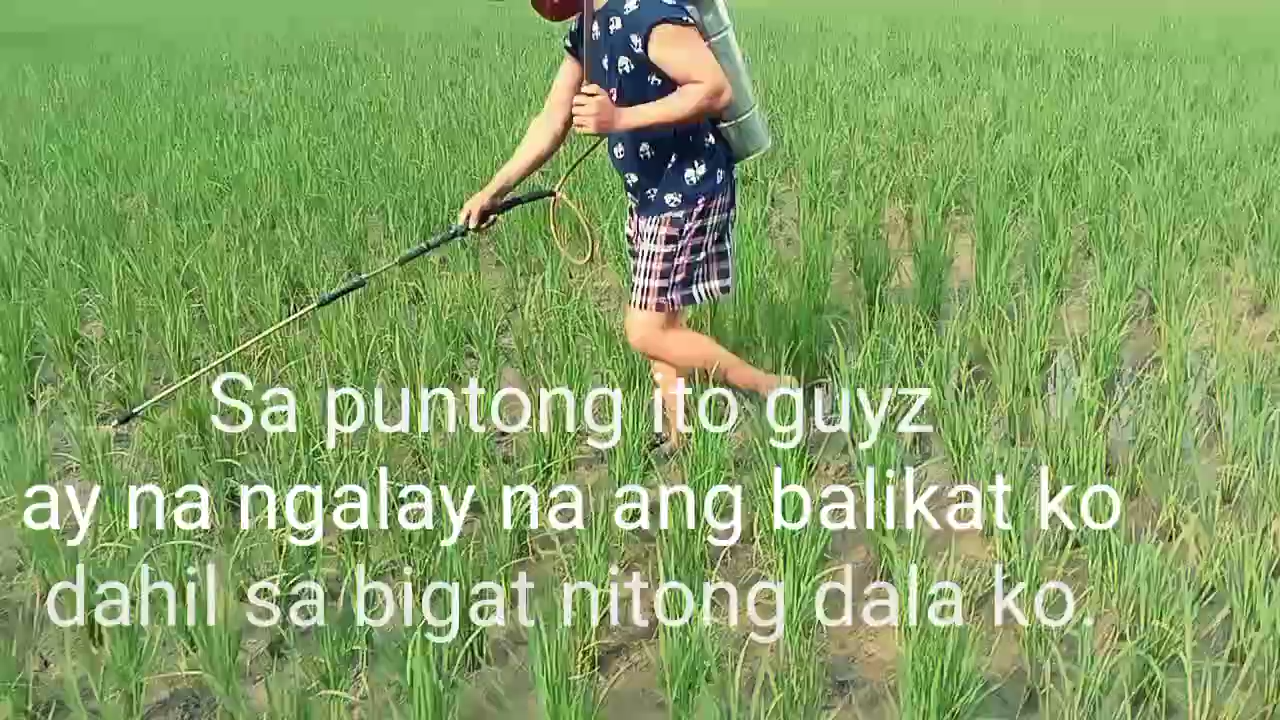 Sa puntong ito guyz
ay na ngalay na ang balikat ko
dahil sa bigat nitong dala ko.